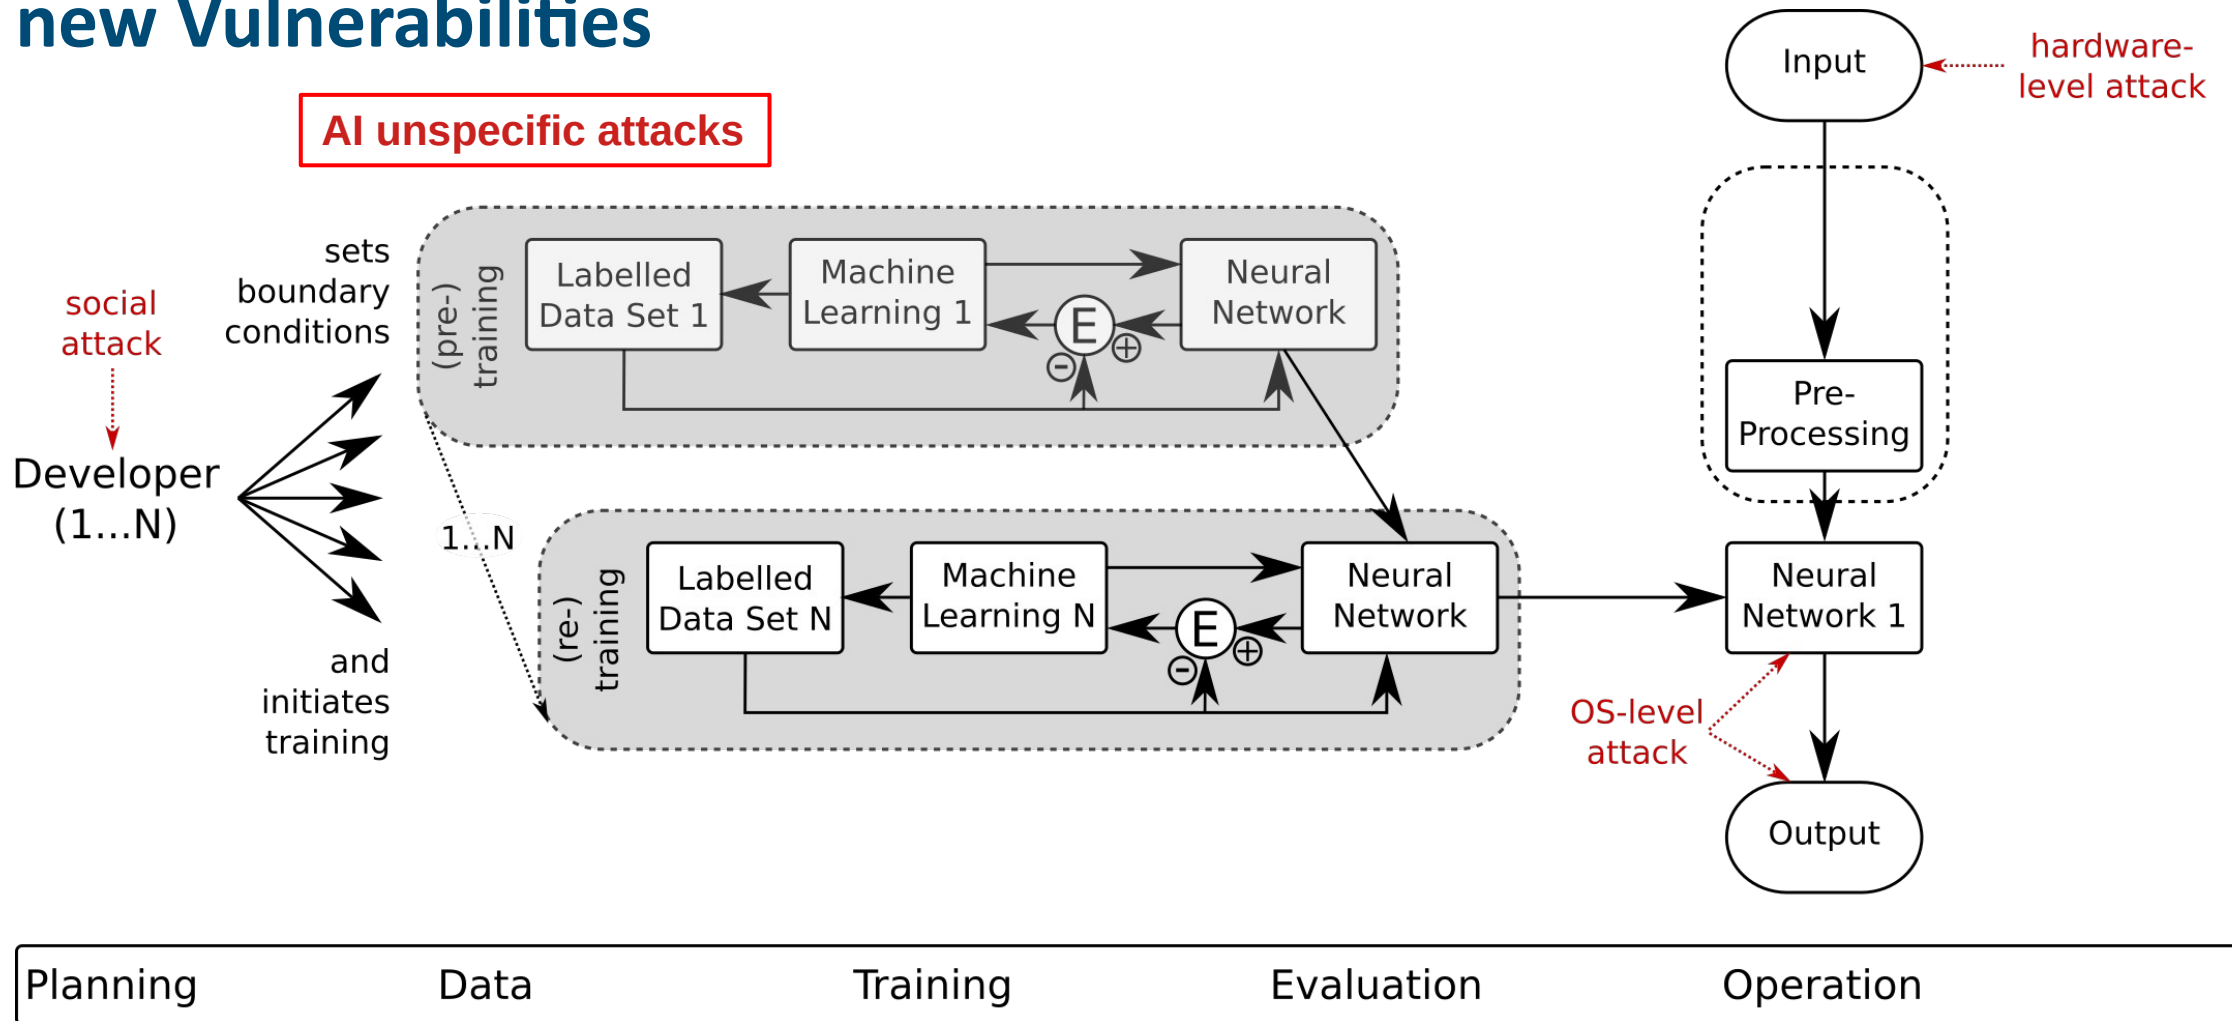 new Vulnerabilities
AI unspecific attacks
Input
hardware-
level attack
sets
boundary
conditions
social
attack
Developer
(1...N)
and
initiates
training
(pre-)
training
Labelled
Data Set 1
Machine
Learning 1
E
-
+
Neural
Network
1...N
(re-)
training
Labelled
Data Set N
Machine
Learning N
E
-
+
Neural
Network
Pre-
Processing
Neural
Network 1
OS-level
attack
Output
Planning
Data
Training
Evaluation
Operation